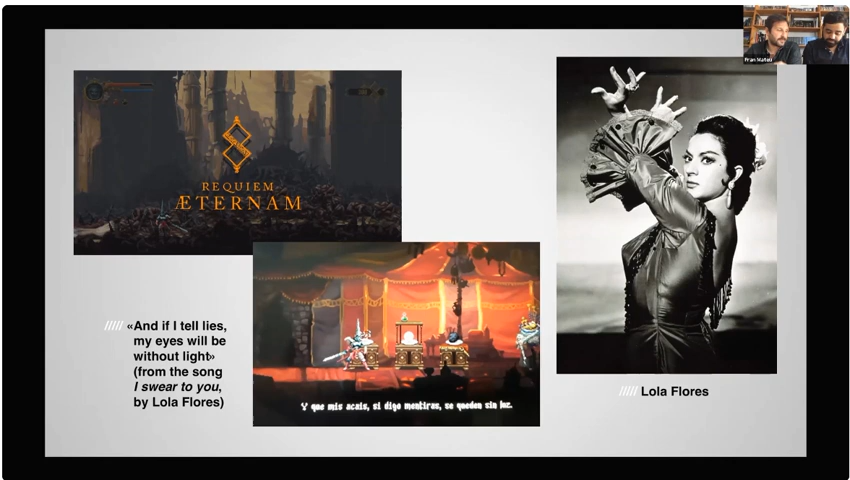 Fran Mateu
REQUIEM
ÆTERNAM
Y que mis acais, si digo mentiras, se queden sin luz.
///// «And if I tell lies,
my eyes will be
without light»
(from the song
I swear to you,
by Lola Flores)
///// Lola Flores